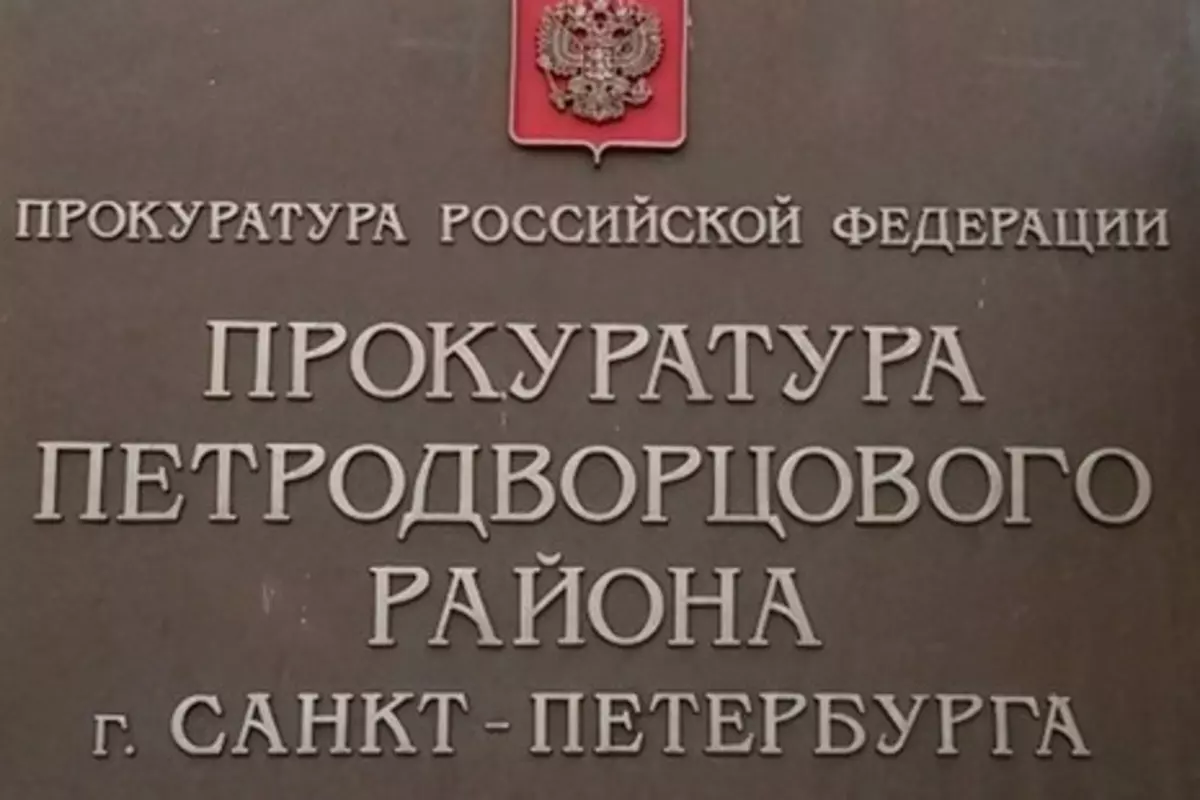 ПРОКУРАТУРА РОССИЙСКОЙ ФЕДЕРАЦИИ
ПРОКУРАТУРА
ПЕТРОДВОРЦОВОГО
РАЙОНА
г. САНКТ-ПЕТЕРБУРГА